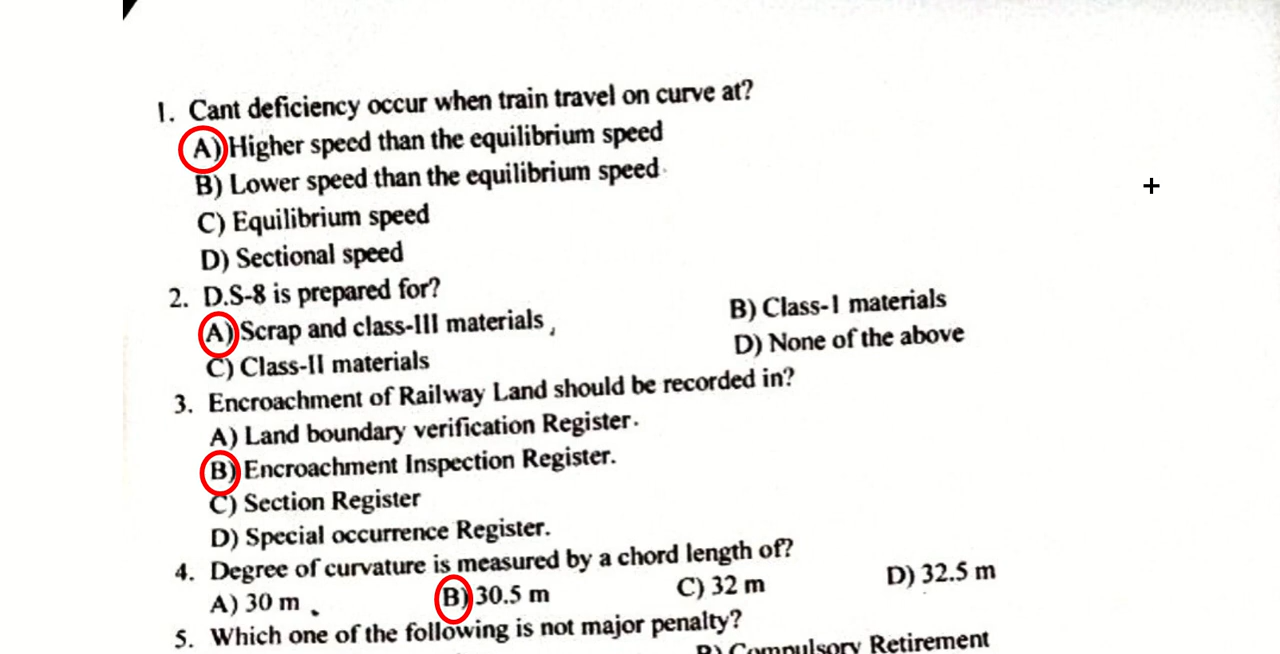 1. Cant deficiency occur when train travel on curve at?
A) Higher speed than the equilibrium speed
B) Lower speed than the equilibrium speed
C) Equilibrium speed
D) Sectional speed
2. D.S-8 is prepared for?
A) Scrap and class-III materials , B) Class-I materials
C) Class-II materials D) None of the above
3. Encroachment of Railway Land should be recorded in?
A) Land boundary verification Register.
B) Encroachment Inspection Register.
C) Section Register
D) Special occurrence Register.
4. Degree of curvature is measured by a chord length of?
A) 30 m . B) 30.5 m C) 32 m D) 32.5 m
5. Which one of the following is not major penalty?
B) Compulsory Retirement